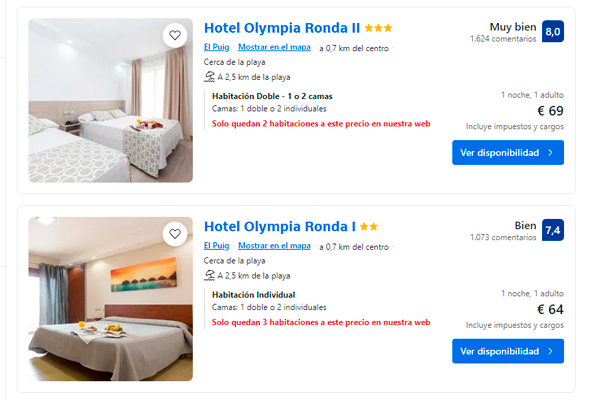 Hotel Olympia Ronda II
Muy bien 8,0
1.624 comentarios
El Puig · Mostrar en el mapa · a 0,7 km del centro ·
Cerca de la playa
A 2,5 km de la playa
Habitación Doble - 1 o 2 camas
Camas: 1 doble o 2 individuales
Solo quedan 2 habitaciones a este precio en nuestra web
1 noche, 1 adulto
€ 69
Incluye impuestos y cargos
Ver disponibilidad
Hotel Olympia Ronda I
Bien 7,4
1.073 comentarios
El Puig · Mostrar en el mapa · a 0,7 km del centro ·
Cerca de la playa
A 2,5 km de la playa
Habitación Individual
Camas: 1 doble o 2 individuales
Solo quedan 3 habitaciones a este precio en nuestra web
1 noche, 1 adulto
€ 64
Incluye impuestos y cargos
Ver disponibilidad